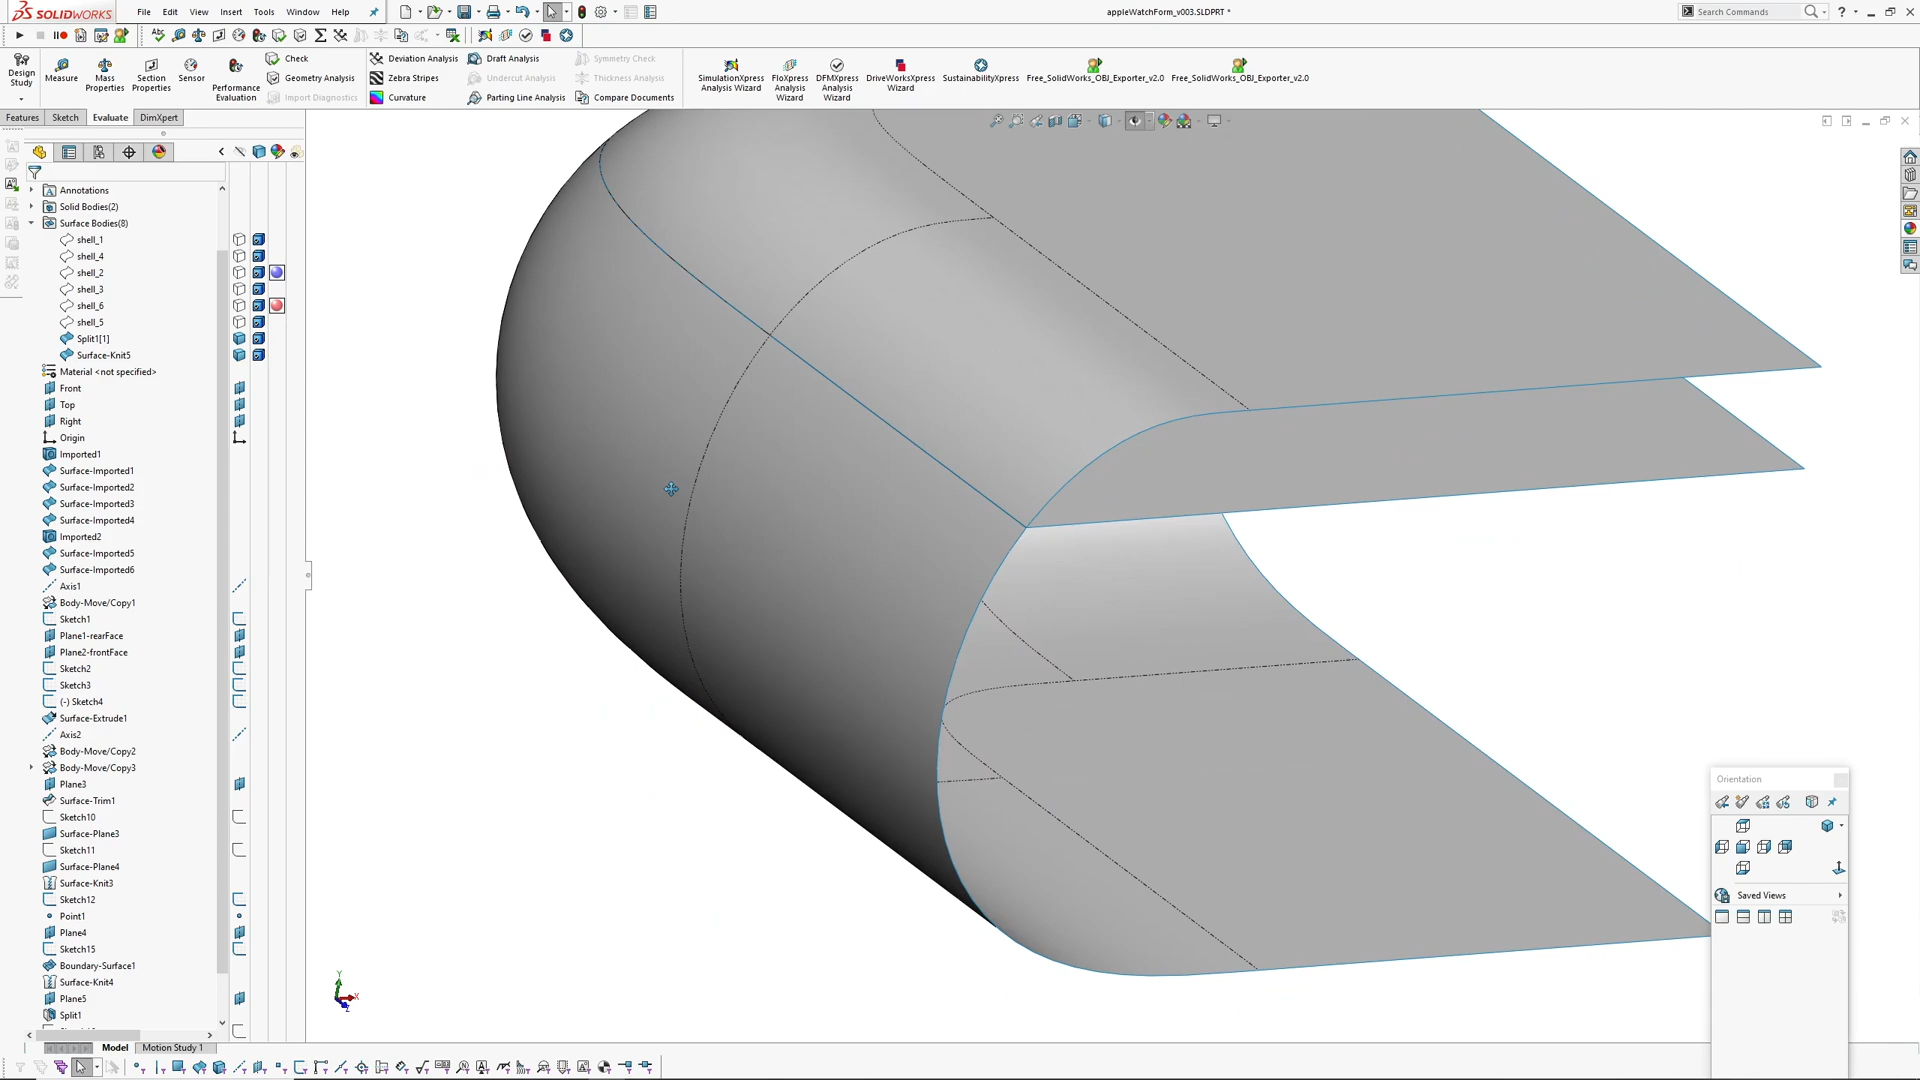 SOLIDWORKS File Edit View Insert Tools Window Help appleWatchForm_v003.SLDPRT * Search Commands
Design Study
Measure
Mass Properties
Section Properties
Sensor
Performance Evaluation
Check
Geometry Analysis
Import Diagnostics
Deviation Analysis
Zebra Stripes
Curvature
Draft Analysis
Undercut Analysis
Parting Line Analysis
Symmetry Check
Thickness Analysis
Compare Documents
SimulationXpress Analysis Wizard
FloXpress Analysis Wizard
DFMXpress Analysis Wizard
DriveWorksXpress Wizard
SustainabilityXpress
Free_SolidWorks_OBJ_Exporter_v2.0
Free_SolidWorks_OBJ_Exporter_v2.0
Features Sketch Evaluate DimXpert
Annotations
Solid Bodies(2)
Surface Bodies(8)
shell_1
shell_4
shell_2
shell_3
shell_6
shell_5
Split1[1]
Surface-Knit5
Material <not specified>
Front
Top
Right
Origin
Imported1
Surface-Imported1
Surface-Imported2
Surface-Imported3
Surface-Imported4
Imported2
Surface-Imported5
Surface-Imported6
Axis1
Body-Move/Copy1
Sketch1
Plane1-rearFace
Plane2-frontFace
Sketch2
Sketch3
(-) Sketch4
Surface-Extrude1
Axis2
Body-Move/Copy2
Body-Move/Copy3
Plane3
Surface-Trim1
Sketch10
Surface-Plane3
Sketch11
Surface-Plane4
Surface-Knit3
Sketch12
Point1
Plane4
Sketch15
Boundary-Surface1
Surface-Knit4
Plane5
Split1
Orientation
Saved Views
Y
X
Z
Model Motion Study 1